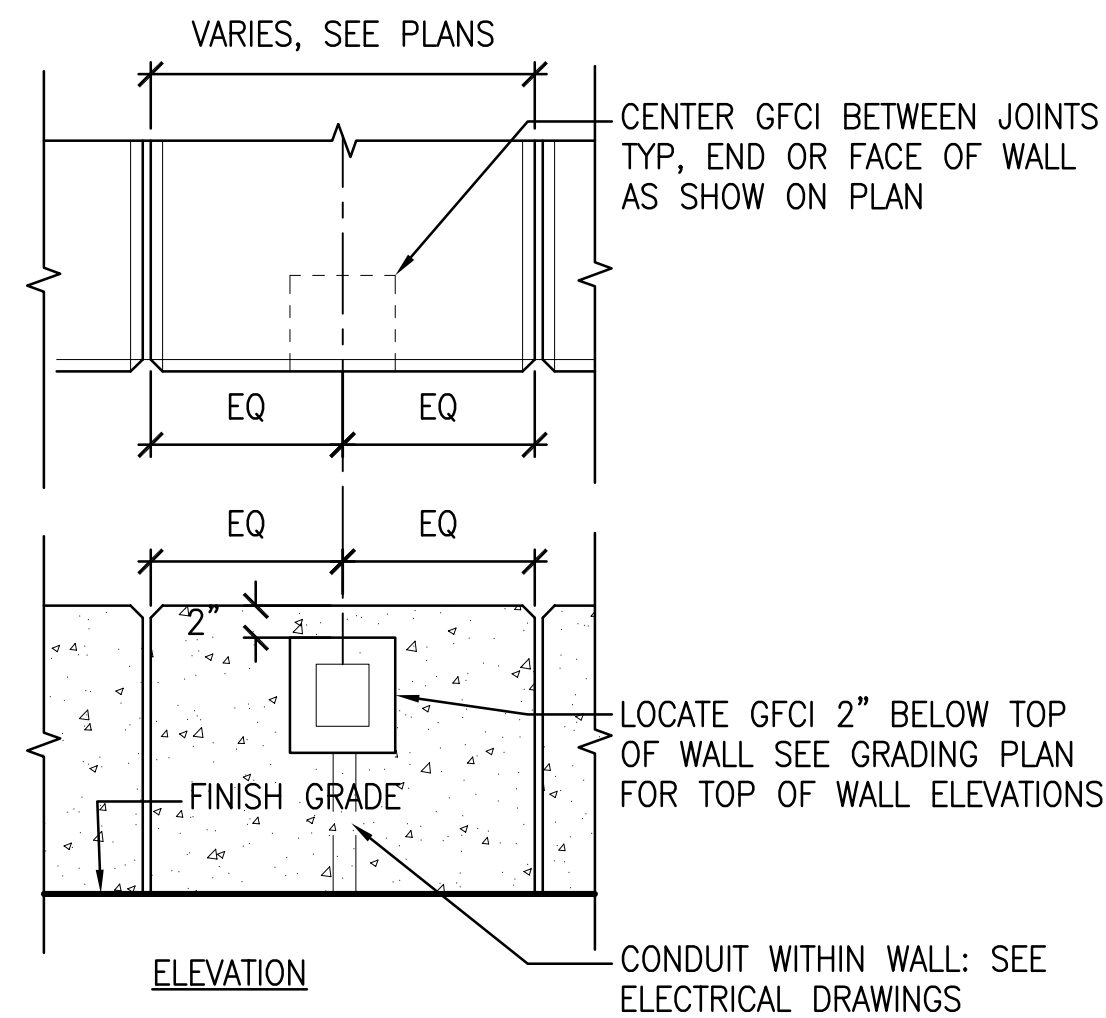 VARIES, SEE PLANS
CENTER GFCI BETWEEN JOINTS
TYP, END OR FACE OF WALL
AS SHOW ON PLAN
EQ EQ
EQ EQ
2"
LOCATE GFCI 2" BELOW TOP
OF WALL SEE GRADING PLAN
FOR TOP OF WALL ELEVATIONS
FINISH GRADE
CONDUIT WITHIN WALL: SEE
ELECTRICAL DRAWINGS
ELEVATION